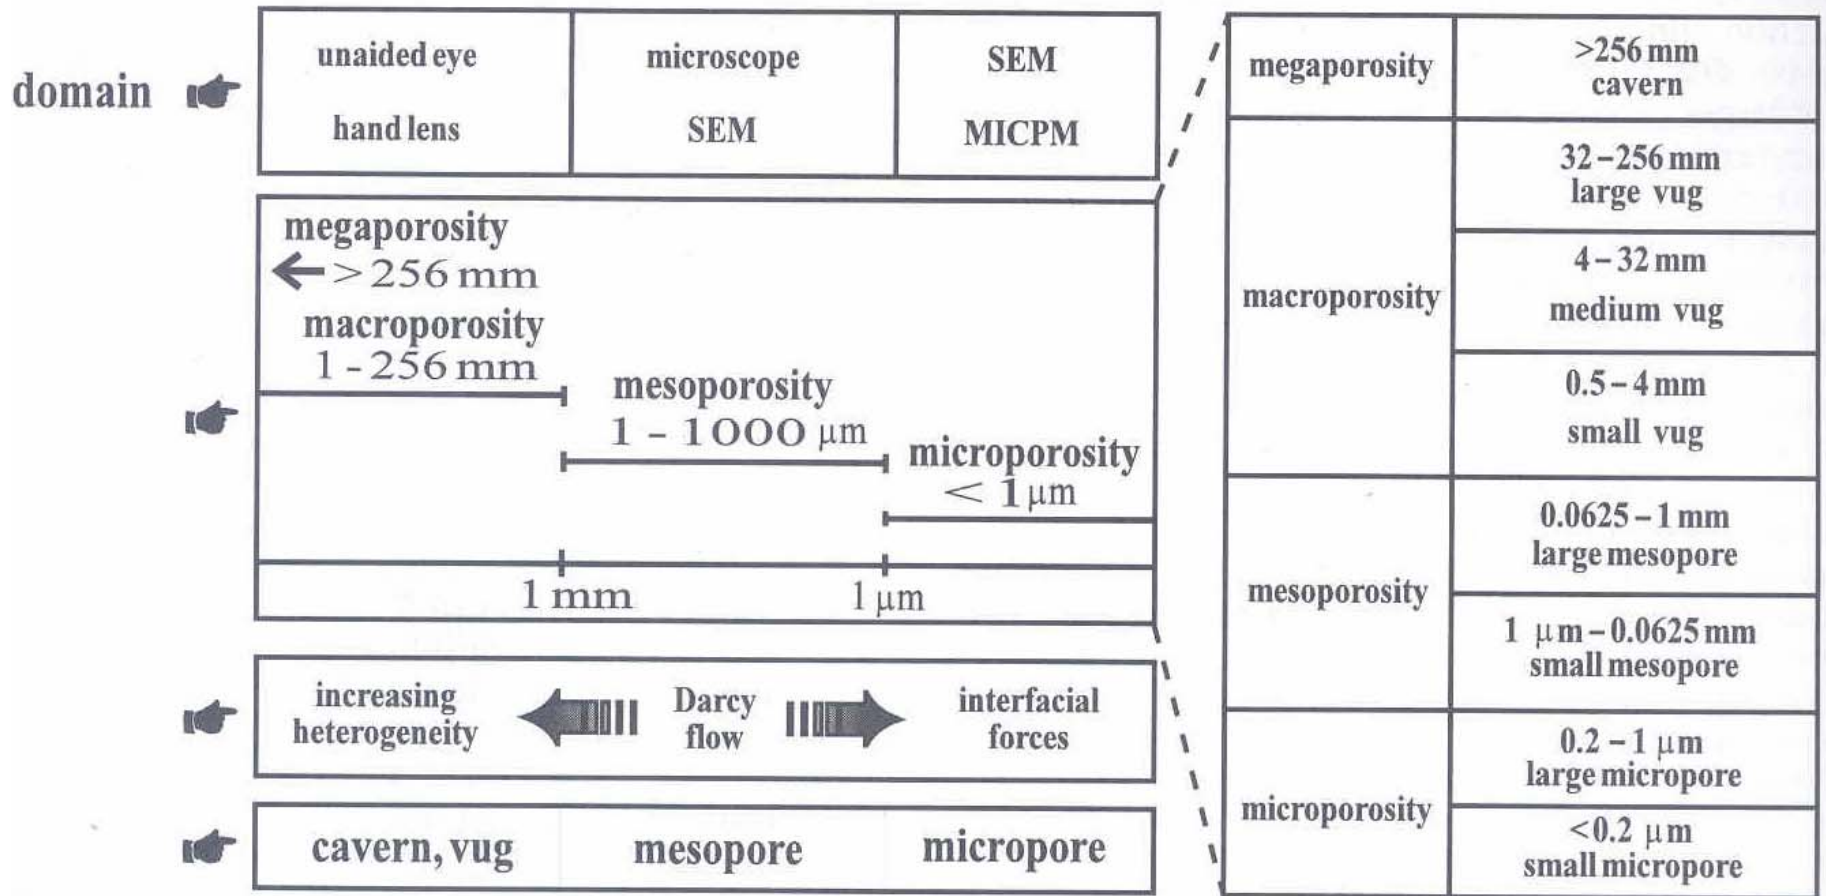 domain
unaided eye
hand lens
microscope
SEM
SEM
MICPM
megaporosity
> 256 mm
macroporosity
1 - 256 mm
mesoporosity
1 - 1000 μm
microporosity
< 1 μm
1 mm
1 μm
increasing
heterogeneity
Darcy
flow
interfacial
forces
cavern, vug
mesopore
micropore
megaporosity
>256 mm
cavern
macroporosity
32-256 mm
large vug
4-32 mm
medium vug
0.5-4 mm
small vug
mesoporosity
0.0625-1 mm
large mesopore
1 μm-0.0625 mm
small mesopore
microporosity
0.2-1 μm
large micropore
<0.2 μm
small micropore